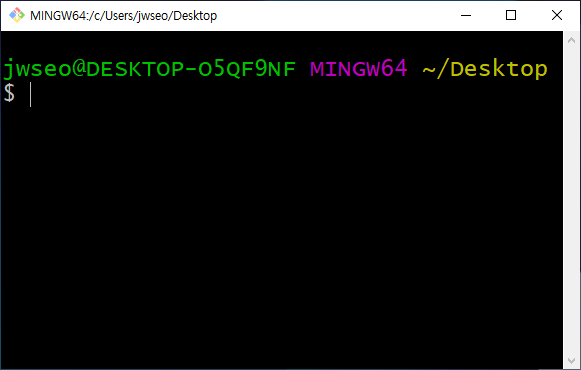 MINGW64:/c/Users/jwseo/Desktop
jwseo@DESKTOP-O5QF9NF MINGW64 ~/Desktop
$